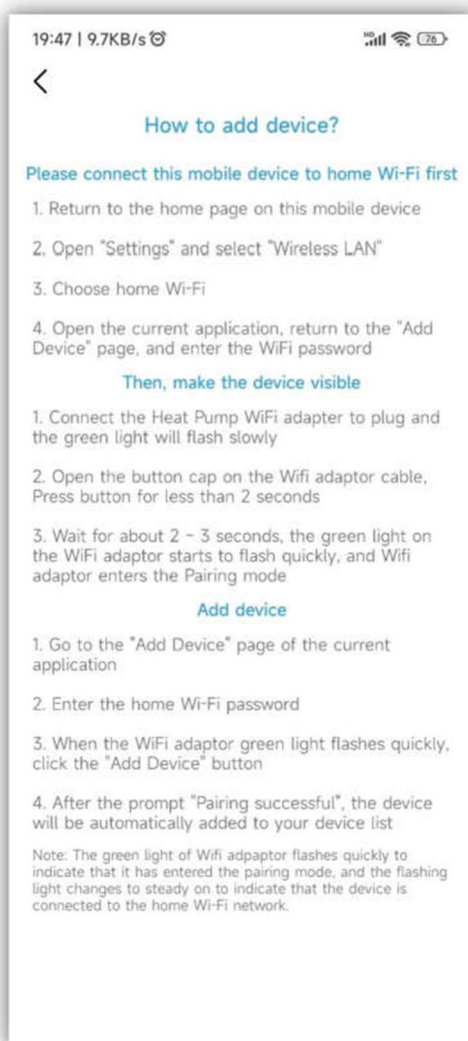 19:47 | 9.7KB/s
HD
76
How to add device?
Please connect this mobile device to home Wi-Fi first
1. Return to the home page on this mobile device
2. Open "Settings" and select "Wireless LAN"
3. Choose home Wi-Fi
4. Open the current application, return to the "Add
Device" page, and enter the WiFi password
Then, make the device visible
1. Connect the Heat Pump WiFi adapter to plug and
the green light will flash slowly
2. Open the button cap on the Wifi adaptor cable,
Press button for less than 2 seconds
3. Wait for about 2 - 3 seconds, the green light on
the WiFi adaptor starts to flash quickly, and Wifi
adaptor enters the Pairing mode
Add device
1. Go to the "Add Device" page of the current
application
2. Enter the home Wi-Fi password
3. When the WiFi adaptor green light flashes quickly,
click the "Add Device" button
4. After the prompt "Pairing successful", the device
will be automatically added to your device list
Note: The green light of Wifi adpaptor flashes quickly to
indicate that it has entered the pairing mode, and the flashing
light changes to steady on to indicate that the device is
connected to the home Wi-Fi network.